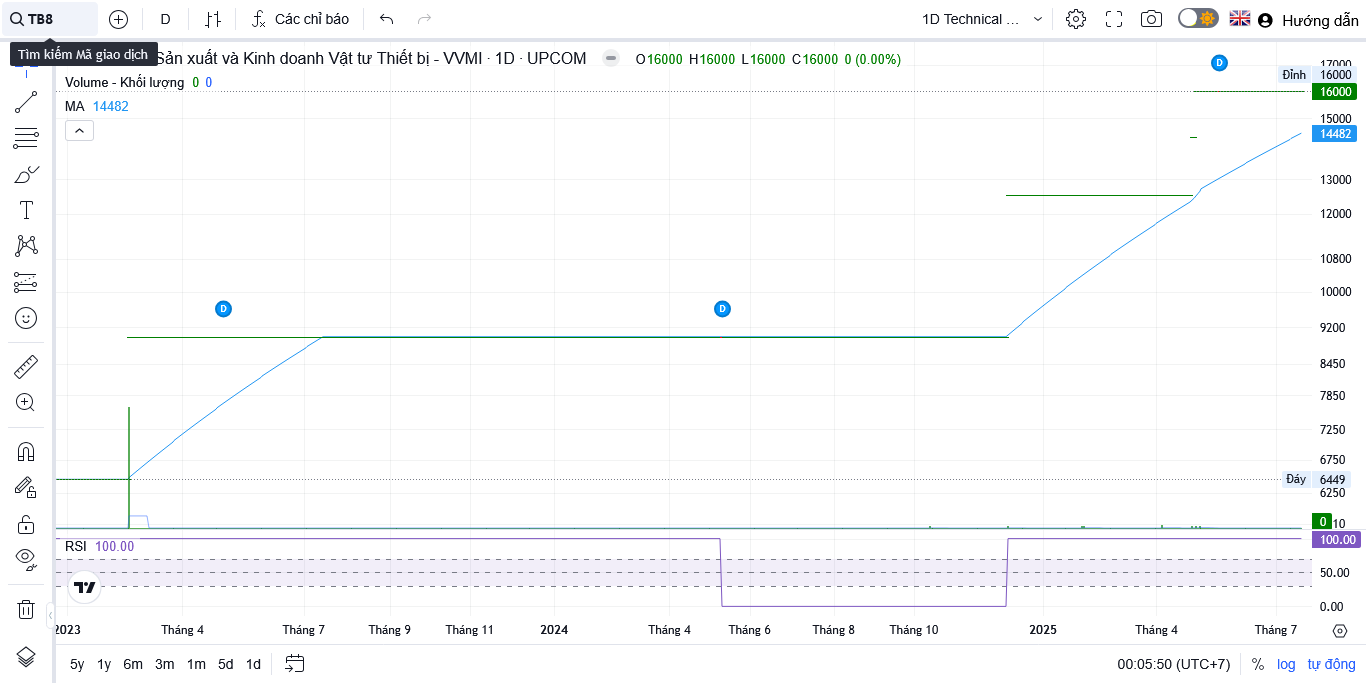 TB8 D Các chỉ báo 1D Technical ... Hướng dẫn
Tìm kiếm Mã giao dịch
Sản xuất và Kinh doanh Vật tư Thiết bị - VVMI · 1D · UPCOM O16000 H16000 L16000 C16000 0 (0.00%)
Volume - Khối lượng 0 0
MA 14482
D
17000
Đỉnh 16000
16000
15000
14482
13000
12000
10800
10000
D D
9200
8450
7850
7250
6750
Đáy 6449
6250
0 10
RSI 100.00
100.00
50.00
0.00
2023 Tháng 4 Tháng 7 Tháng 9 Tháng 11 2024 Tháng 4 Tháng 6 Tháng 8 Tháng 10 2025 Tháng 4 Tháng 7
5y 1y 6m 3m 1m 5d 1d 00:05:50 (UTC+7) % log tự động